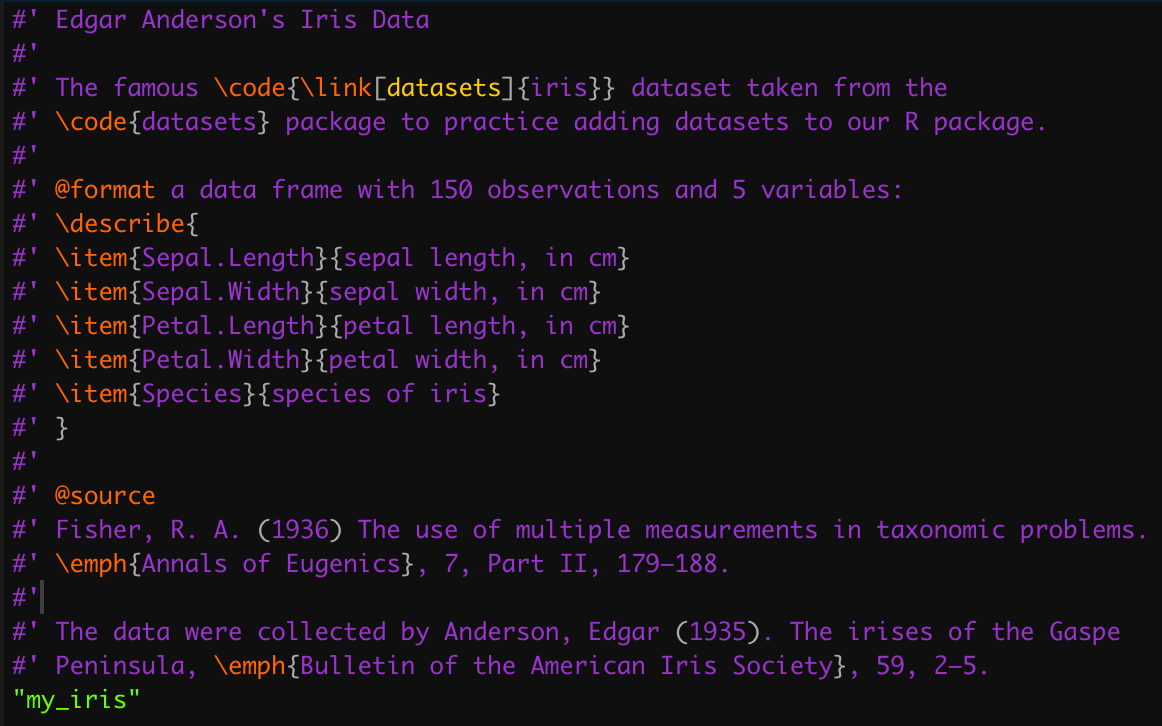 #' Edgar Anderson's Iris Data
#'
#' The famous \code{\link[datasets]{iris}} dataset taken from the
#' \code{datasets} package to practice adding datasets to our R package.
#'
#' @format a data frame with 150 observations and 5 variables:
#' \describe{
#' \item{Sepal.Length}{sepal length, in cm}
#' \item{Sepal.Width}{sepal width, in cm}
#' \item{Petal.Length}{petal length, in cm}
#' \item{Petal.Width}{petal width, in cm}
#' \item{Species}{species of iris}
#' }
#'
#' @source
#' Fisher, R. A. (1936) The use of multiple measurements in taxonomic problems.
#' \emph{Annals of Eugenics}, 7, Part II, 179–188.
#'
#' The data were collected by Anderson, Edgar (1935). The irises of the Gaspe
#' Peninsula, \emph{Bulletin of the American Iris Society}, 59, 2–5.
"my_iris"